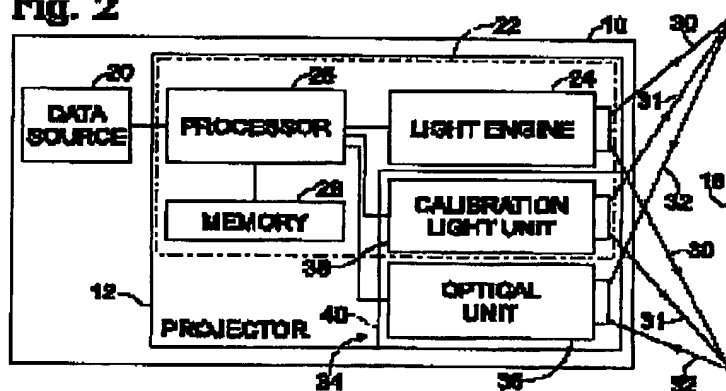 Fig. 2
22
10
30
20
26
24
31
DATA
SOURCE
PROCESSOR
LIGHT ENGINE
32
18
28
CALIBRATION
LIGHT UNIT
MEMORY
38
30
12
OPTICAL
UNIT
40
31
PROJECTOR
34
36
32